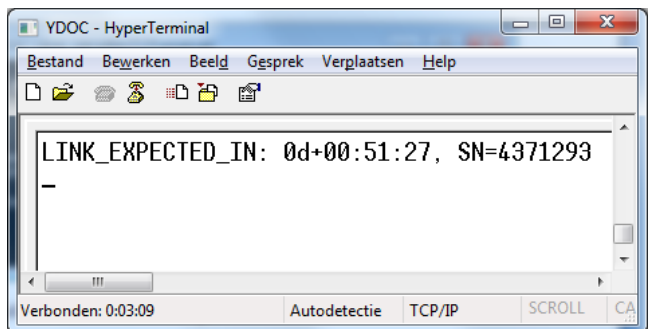 YDOC - HyperTerminal
Bestand Bewerken Beeld Gesprek Verplaatsen Help
LINK_EXPECTED_IN: 0d+00:51:27, SN=4371293
_
Verbonden: 0:03:09 Autodetectie TCP/IP SCROLL CA